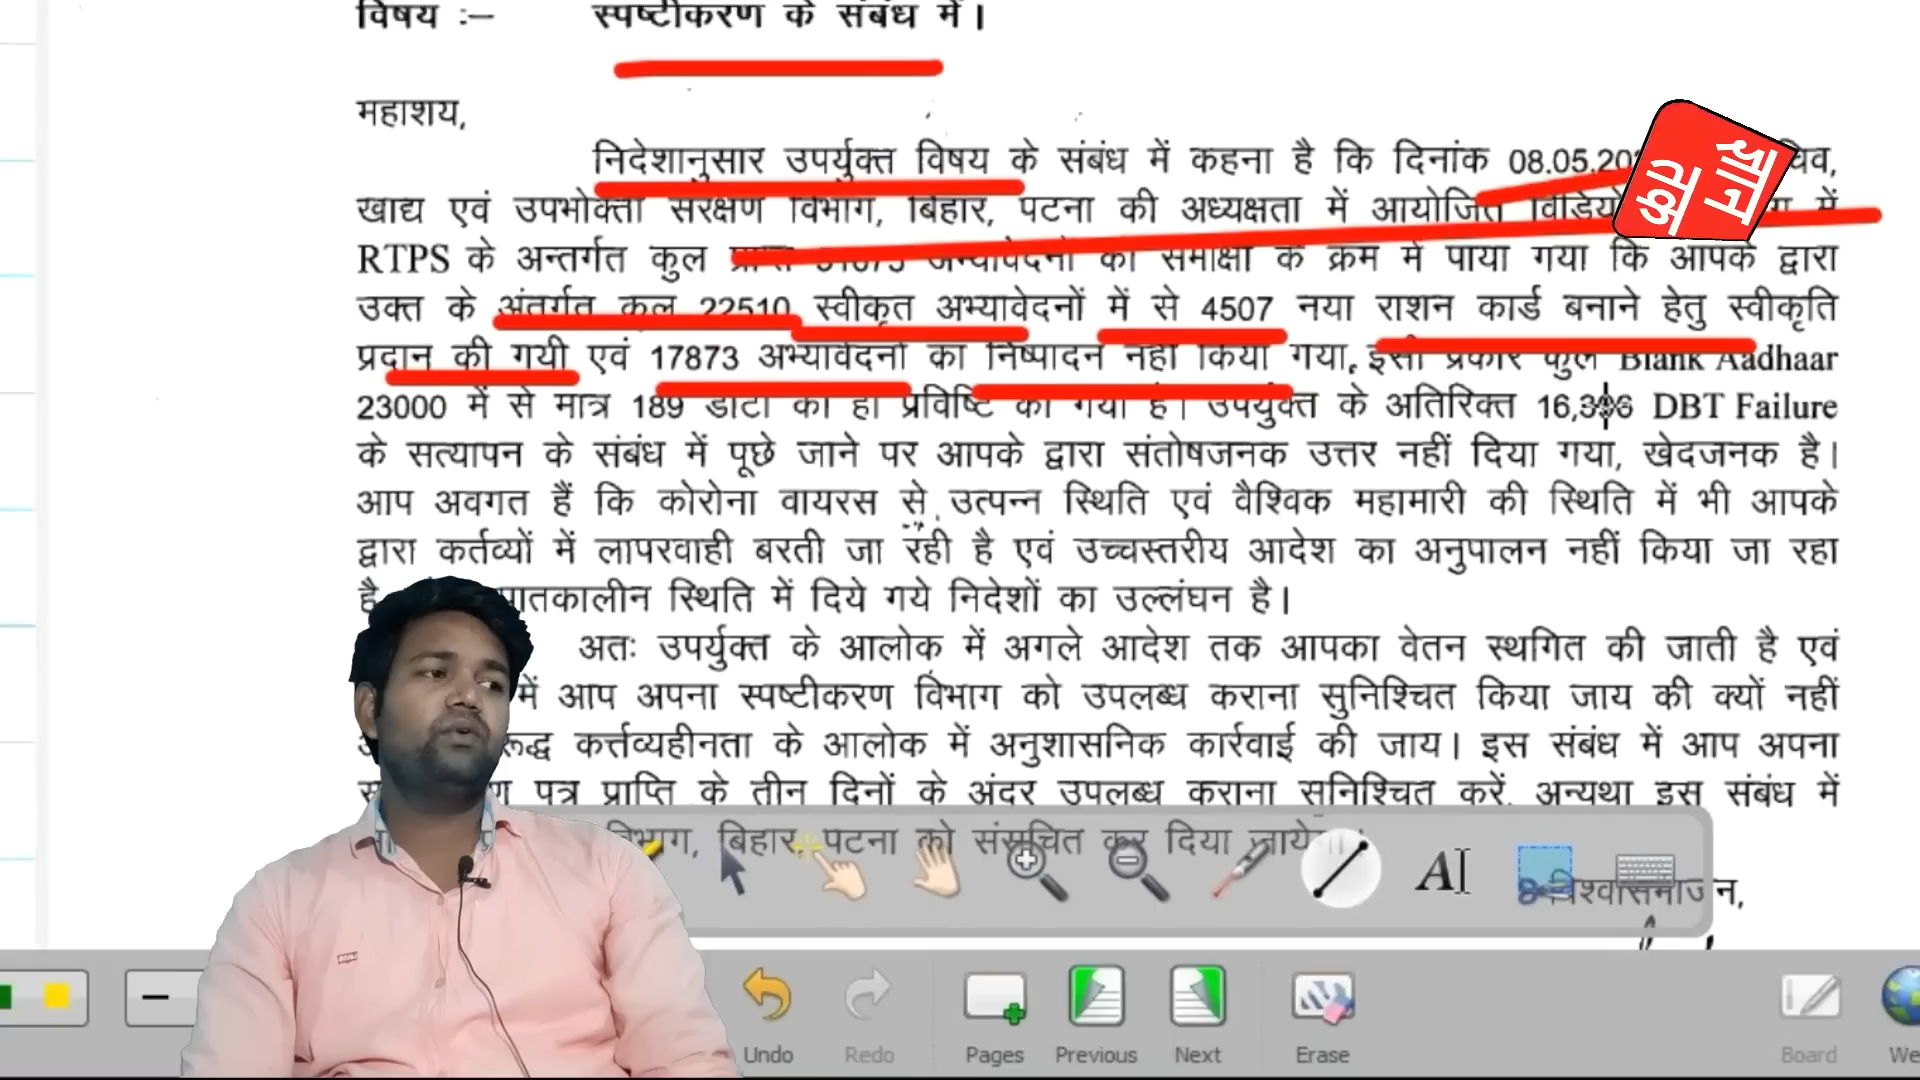 विषय :– स्पष्टीकरण के संबंध में।
महाशय,
निदेशानुसार उपर्युक्त विषय के संबंध में कहना है कि दिनांक 08.05.20
खाद्य एवं उपभोक्ता संरक्षण विभाग, बिहार, पटना की अध्यक्षता में आयोजित में
ज्ञान तक
RTPS के अन्तर्गत कुल अभ्यावेदनों की समीक्षा के क्रम में पाया गया कि आपके द्वारा
उक्त के अंतर्गत कुल 22510 स्वीकृत अभ्यावेदनों में से 4507 नया राशन कार्ड बनाने हेतु स्वीकृति
प्रदान की गयी एवं 17873 अभ्यावेदनों का निष्पादन नहीं किया गया, इसी प्रकार कुल Blank Aadhaar
23000 में से मात्र 189 डाटा की ही प्रविष्टि की गयी है। उपर्युक्त के अतिरिक्त DBT Failure
के सत्यापन के संबंध में पूछे जाने पर आपके द्वारा संतोषजनक उत्तर नहीं दिया गया, खेदजनक है।
आप अवगत हैं कि कोरोना वायरस से उत्पन्न स्थिति एवं वैश्विक महामारी की स्थिति में भी आपके
द्वारा कर्तव्यों में लापरवाही बरती जा रही है एवं उच्चस्तरीय आदेश का अनुपालन नहीं किया जा रहा
है स्थिति में दिये गये निदेशों का उल्लंघन है।
अतः उपर्युक्त के आलोक में अगले आदेश तक आपका वेतन स्थगित की जाती है एवं
में आप अपना स्पष्टीकरण विभाग को उपलब्ध कराना सुनिश्चित किया जाय की क्यों नहीं
कर्त्तव्यहीनता के आलोक में अनुशासनिक कार्रवाई की जाय। इस संबंध में आप अपना
पत्र प्राप्ति के तीन दिनों के अंदर उपलब्ध कराना सुनिश्चित करें, अन्यथा इस संबंध में
बिहार, पटना को संसूचित कर दिया जायेगा।
AI
विश्वासभाजन,
Undo Redo Pages Previous Next Erase Board